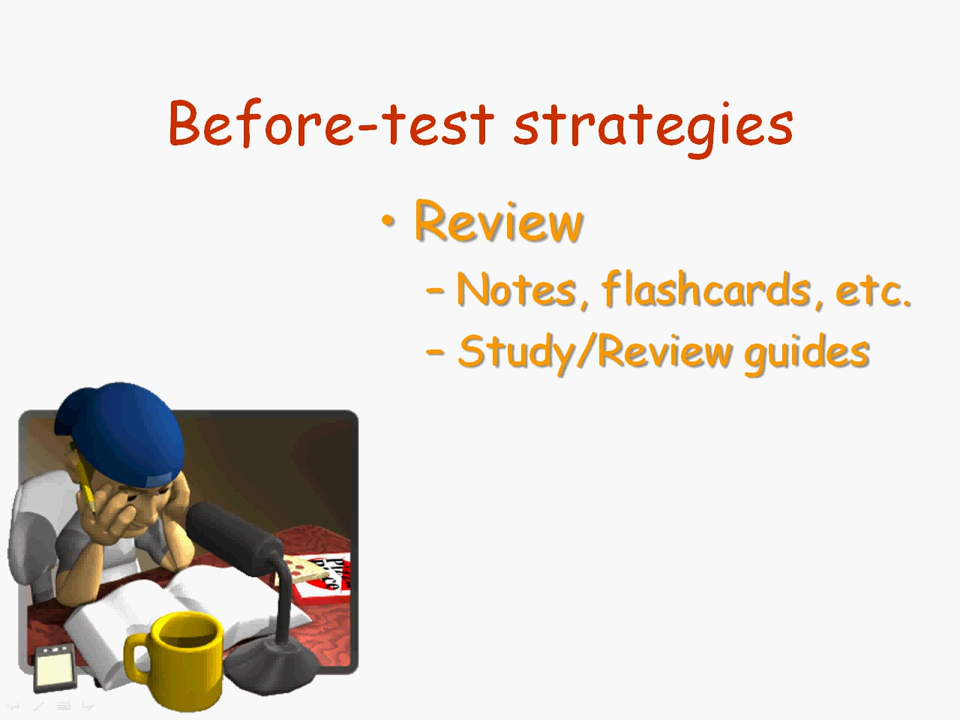 Before-test strategies
• Review
– Notes, flashcards, etc.
– Study/Review guides